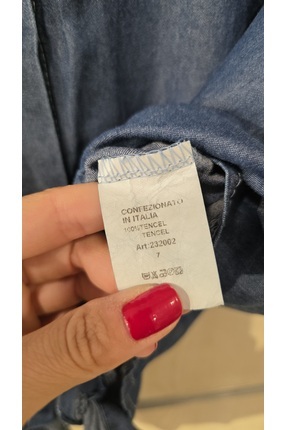 CONFEZIONATO
IN ITALIA
100%TENCEL
TENCEL
Art:232002
7